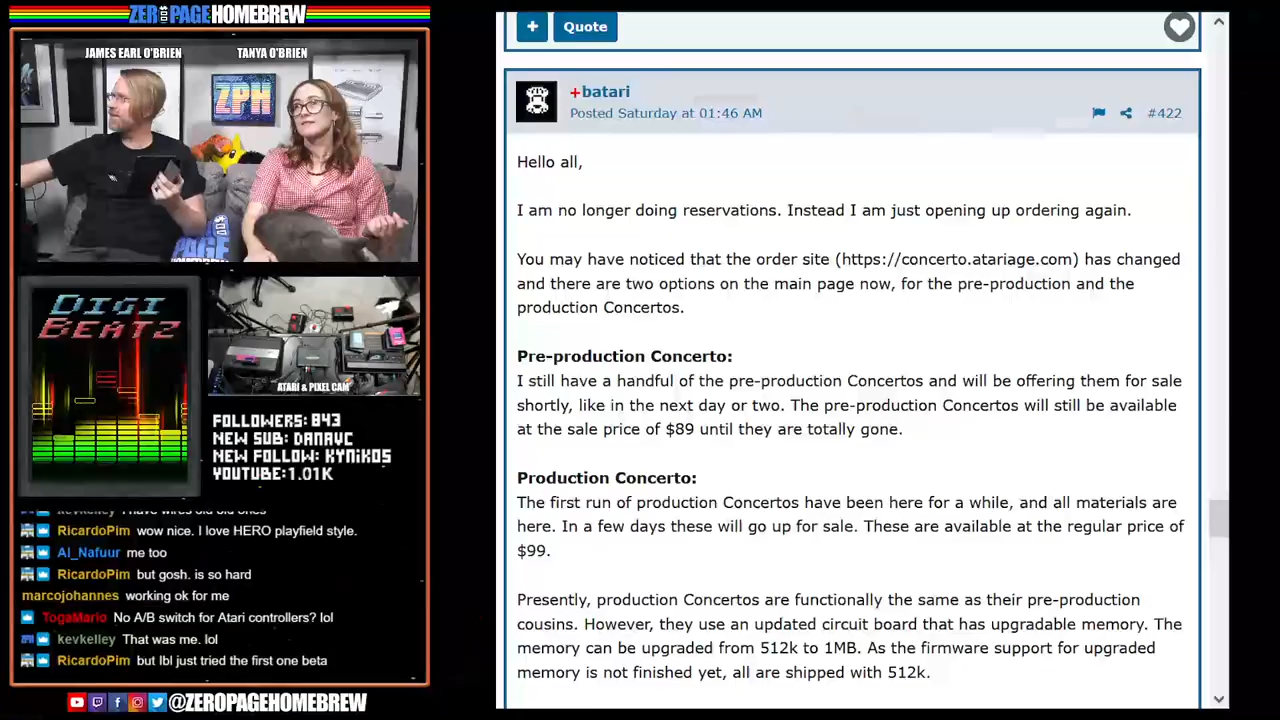 ZEROPAGEHOMEBREW
JAMES EARL O'BRIEN
TANYA O'BRIEN
ZPH
DIGI
BEATZ
ATARI & PIXEL CAM
FOLLOWERS: 843
NEW SUB: DANAYC
NEW FOLLOW: KYNIKOS
YOUTUBE:1.01K
kevkelley I have wires old ones
RicardoPim wow nice. I love HERO playfield style.
Al_Nafuur me too
RicardoPim but gosh. is so hard
marcojohannes working ok for me
TogaMario No A/B switch for Atari controllers? lol
kevkelley That was me. lol
RicardoPim but lbl just tried the first one beta
@ZEROPAGEHOMEBREW
+ Quote
+batari
Posted Saturday at 01:46 AM
#422
Hello all,
I am no longer doing reservations. Instead I am just opening up ordering again.
You may have noticed that the order site (https://concerto.atariage.com) has changed
and there are two options on the main page now, for the pre-production and the
production Concertos.
Pre-production Concerto:
I still have a handful of the pre-production Concertos and will be offering them for sale
shortly, like in the next day or two. The pre-production Concertos will still be available
at the sale price of $89 until they are totally gone.
Production Concerto:
The first run of production Concertos have been here for a while, and all materials are
here. In a few days these will go up for sale. These are available at the regular price of
$99.
Presently, production Concertos are functionally the same as their pre-production
cousins. However, they use an updated circuit board that has upgradable memory. The
memory can be upgraded from 512k to 1MB. As the firmware support for upgraded
memory is not finished yet, all are shipped with 512k.